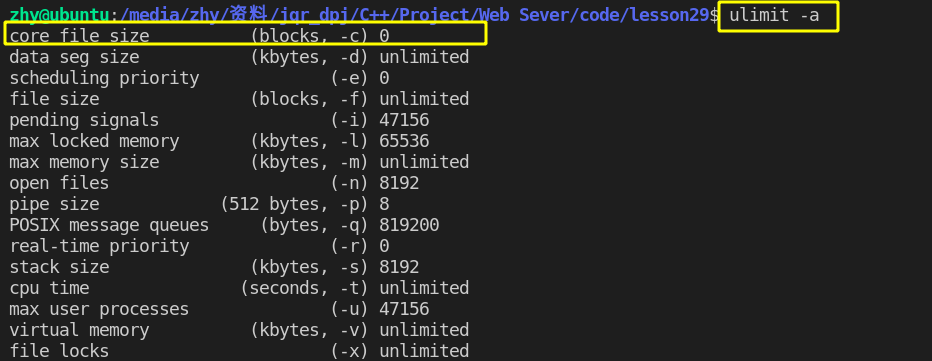 zhy@ubuntu:/media/zhy/资料/jqr_dpj/C++/Project/Web Sever/code/lesson29$ ulimit -a
core file size          (blocks, -c) 0
data seg size           (kbytes, -d) unlimited
scheduling priority             (-e) 0
file size               (blocks, -f) unlimited
pending signals                 (-i) 47156
max locked memory       (kbytes, -l) 65536
max memory size         (kbytes, -m) unlimited
open files                      (-n) 8192
pipe size            (512 bytes, -p) 8
POSIX message queues     (bytes, -q) 819200
real-time priority              (-r) 0
stack size              (kbytes, -s) 8192
cpu time               (seconds, -t) unlimited
max user processes              (-u) 47156
virtual memory          (kbytes, -v) unlimited
file locks                      (-x) unlimited